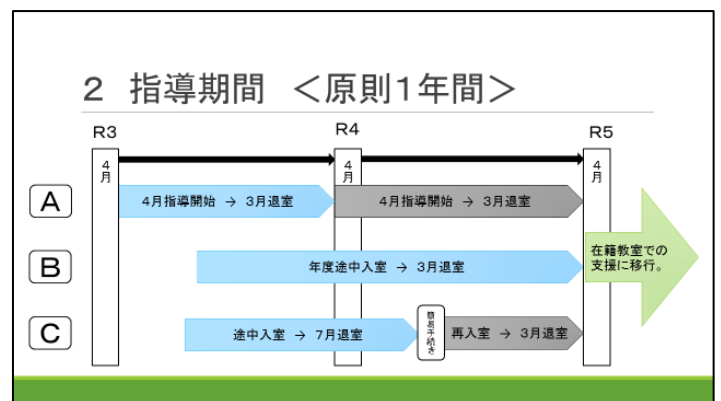 2 指導期間 <原則1年間>
R3
R4
R5
4月
4月
4月
A
4月指導開始 → 3月退室
4月指導開始 → 3月退室
B
年度途中入室 → 3月退室
在籍教室での
支援に移行。
C
途中入室 → 7月退室
簡易手続き
再入室 → 3月退室